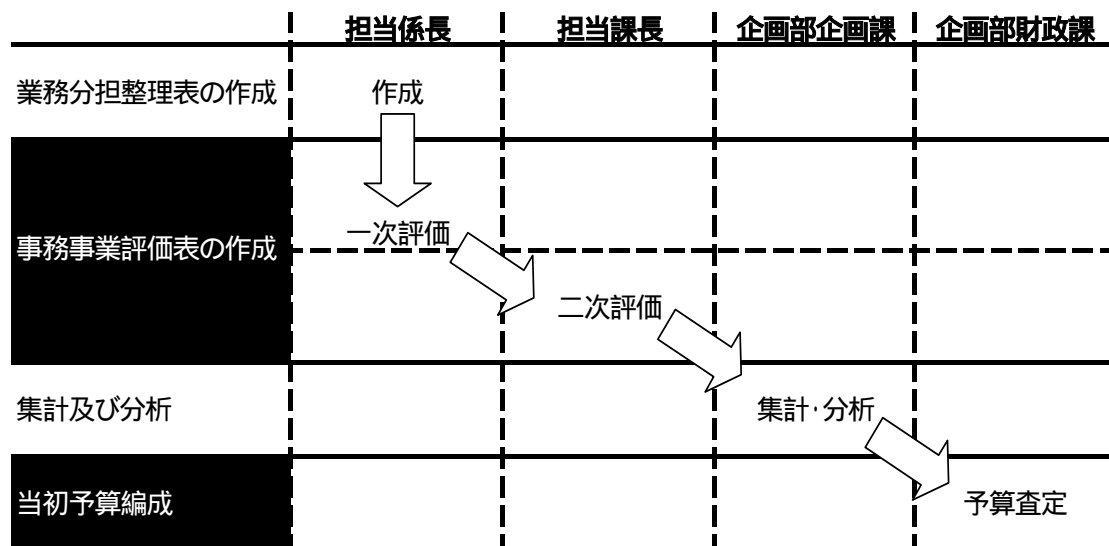 担当係長 担当課長 企画部企画課 企画部財政課
業務分担整理表の作成 作成
一次評価
事務事業評価表の作成
二次評価
集計及び分析 集計・分析
当初予算編成 予算査定